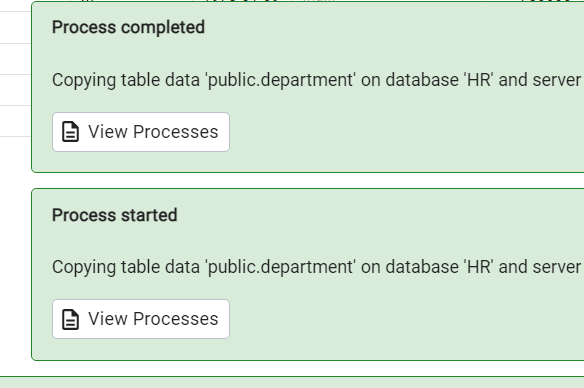 Process completed
Copying table data 'public.department' on database 'HR' and server
View Processes
Process started
Copying table data 'public.department' on database 'HR' and server
View Processes